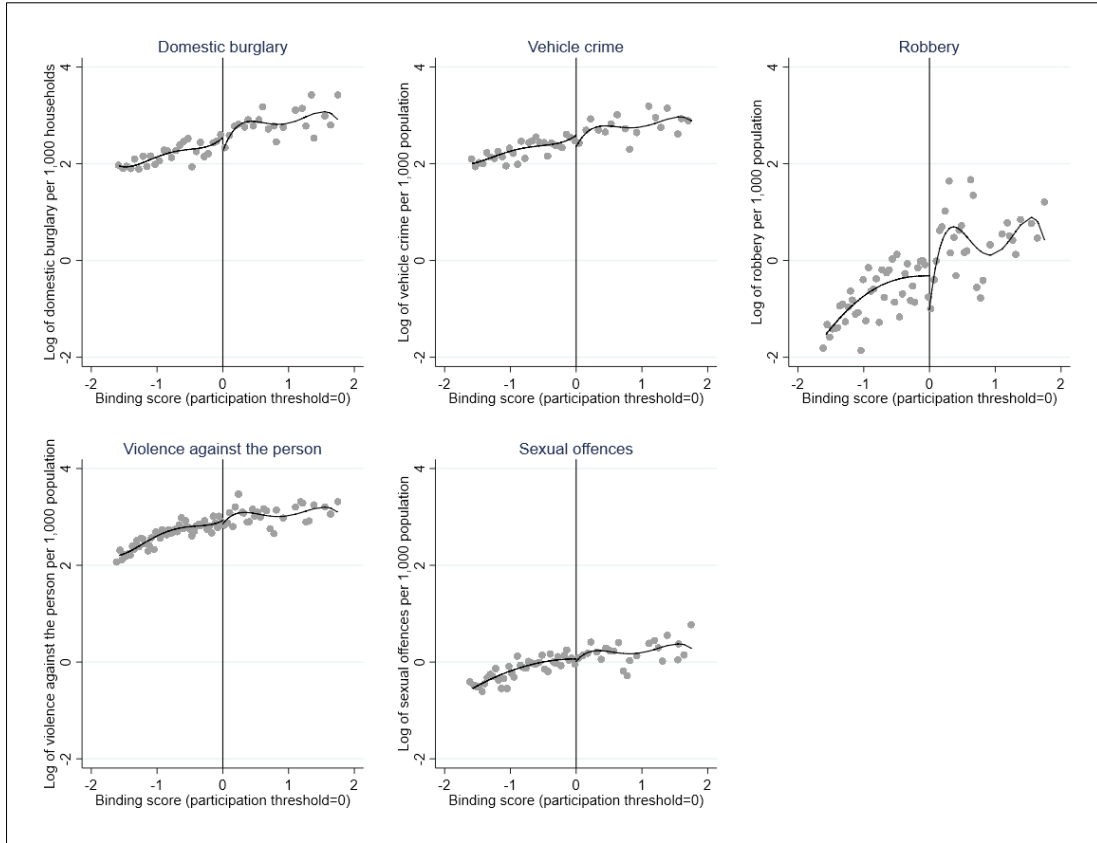 Domestic burglary
Log of domestic burglary per 1,000 households
4
2
0
-2
-2 -1 0 1 2
Binding score (participation threshold=0)
Vehicle crime
Log of vehicle crime per 1,000 population
4
2
0
-2
-2 -1 0 1 2
Binding score (participation threshold=0)
Robbery
Log of robbery per 1,000 population
4
2
0
-2
-2 -1 0 1 2
Binding score (participation threshold=0)
Violence against the person
Log of violence against the person per 1,000 population
4
2
0
-2
-2 -1 0 1 2
Binding score (participation threshold=0)
Sexual offences
Log of sexual offences per 1,000 population
4
2
0
-2
-2 -1 0 1 2
Binding score (participation threshold=0)